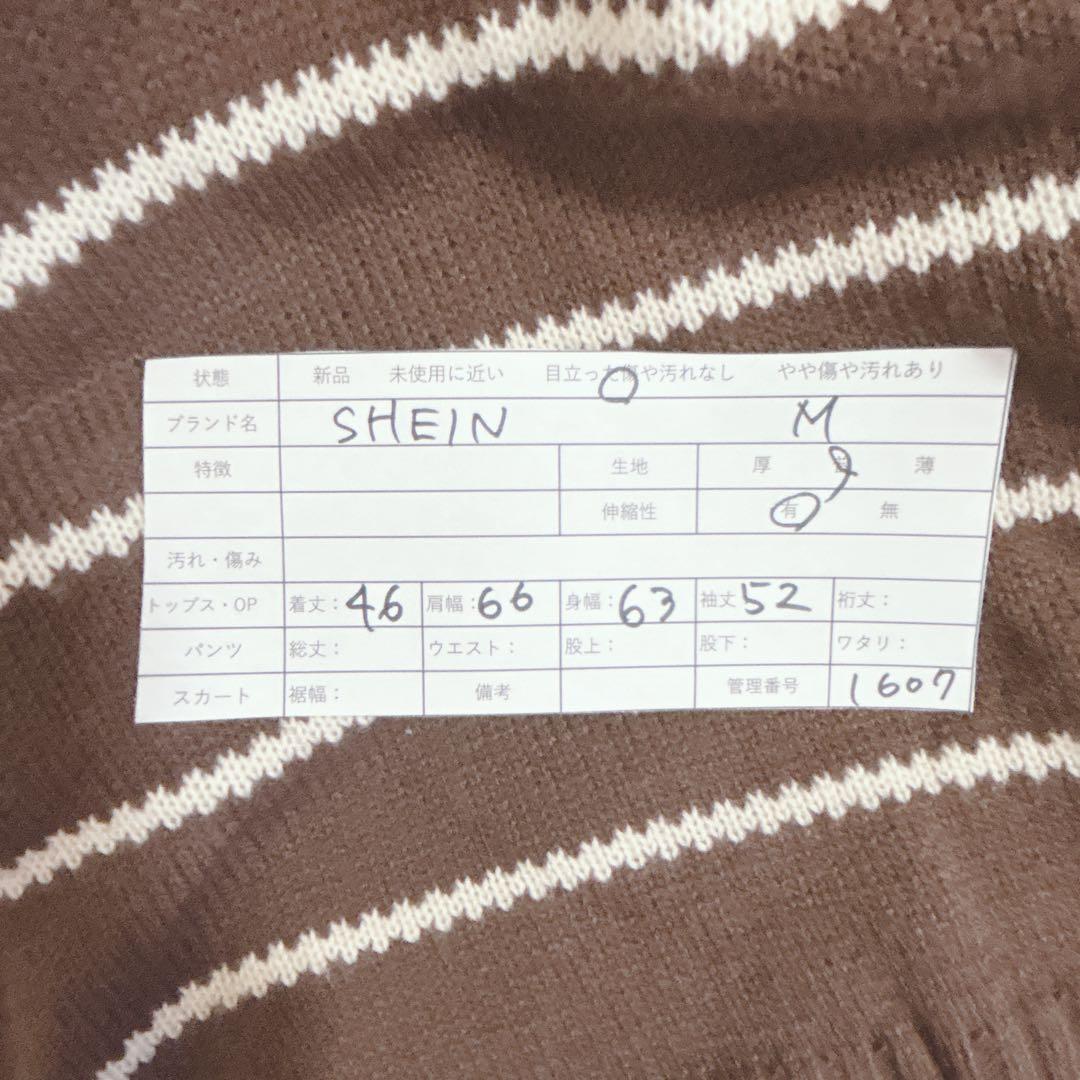 状態 新品 未使用に近い 目立った傷や汚れなし やや傷や汚れあり
ブランド名 SHEIN M
特徴 生地 厚 薄
伸縮性 有 無
汚れ・傷み
トップス・OP 着丈：46 肩幅：66 身幅：63 袖丈 52 裄丈：
パンツ 総丈： ウエスト： 股上： 股下： ワタリ：
スカート 裾幅： 備考 管理番号 1607